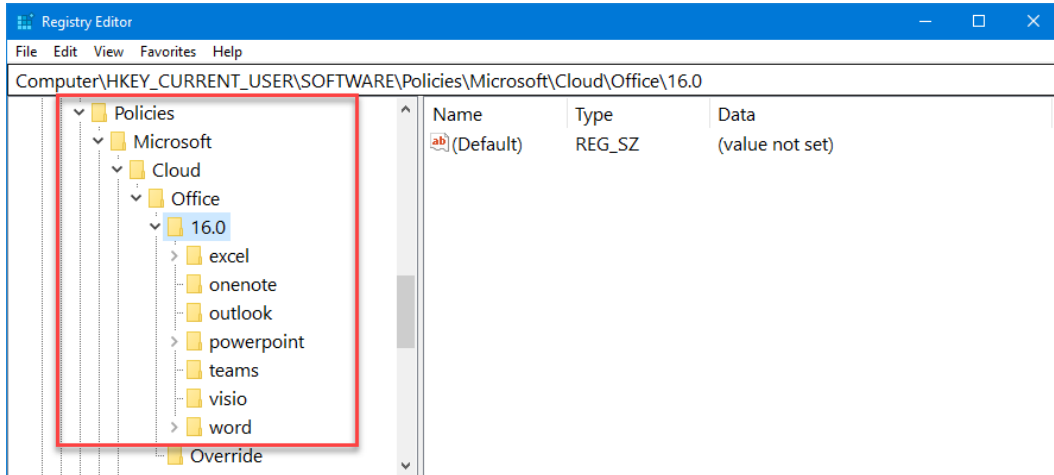 Registry Editor
File Edit View Favorites Help
Computer\HKEY_CURRENT_USER\SOFTWARE\Policies\Microsoft\Cloud\Office\16.0
Policies
Microsoft
Cloud
Office
16.0
excel
onenote
outlook
powerpoint
teams
visio
word
Override
Name Type Data
ab (Default) REG_SZ (value not set)